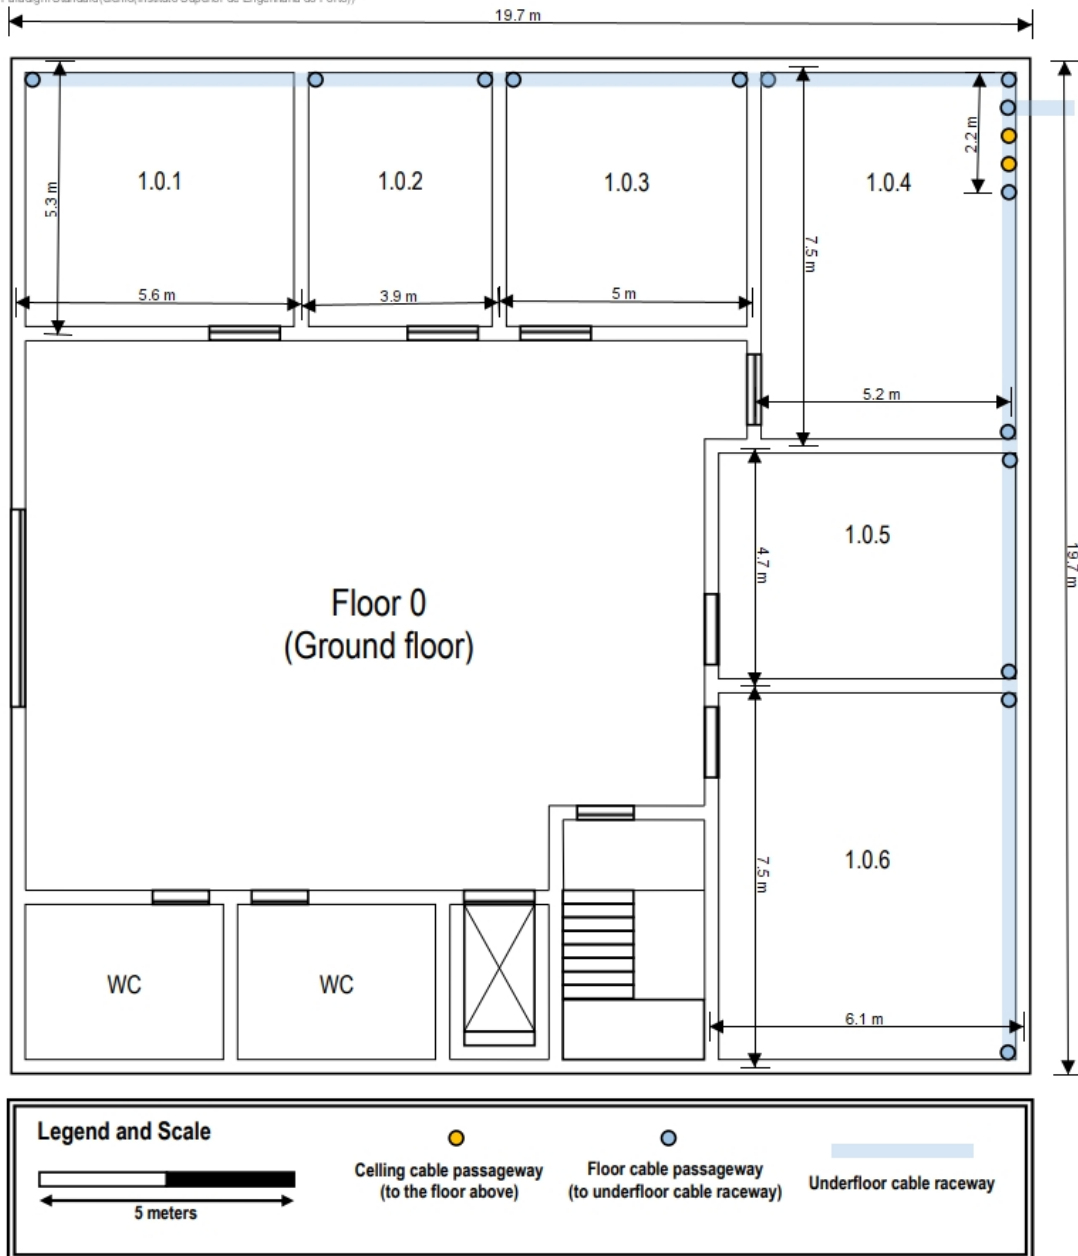 19.7 m
2.2 m
1.0.1
1.0.2
1.0.3
1.0.4
5.3 m
7.5 m
5.6 m
3.9 m
5 m
5.2 m
1.0.5
4.7 m
19.7 m
Floor 0
(Ground floor)
1.0.6
7.5 m
WC
WC
6.1 m
Legend and Scale
5 meters
Celling cable passageway
(to the floor above)
Floor cable passageway
(to underfloor cable raceway)
Underfloor cable raceway